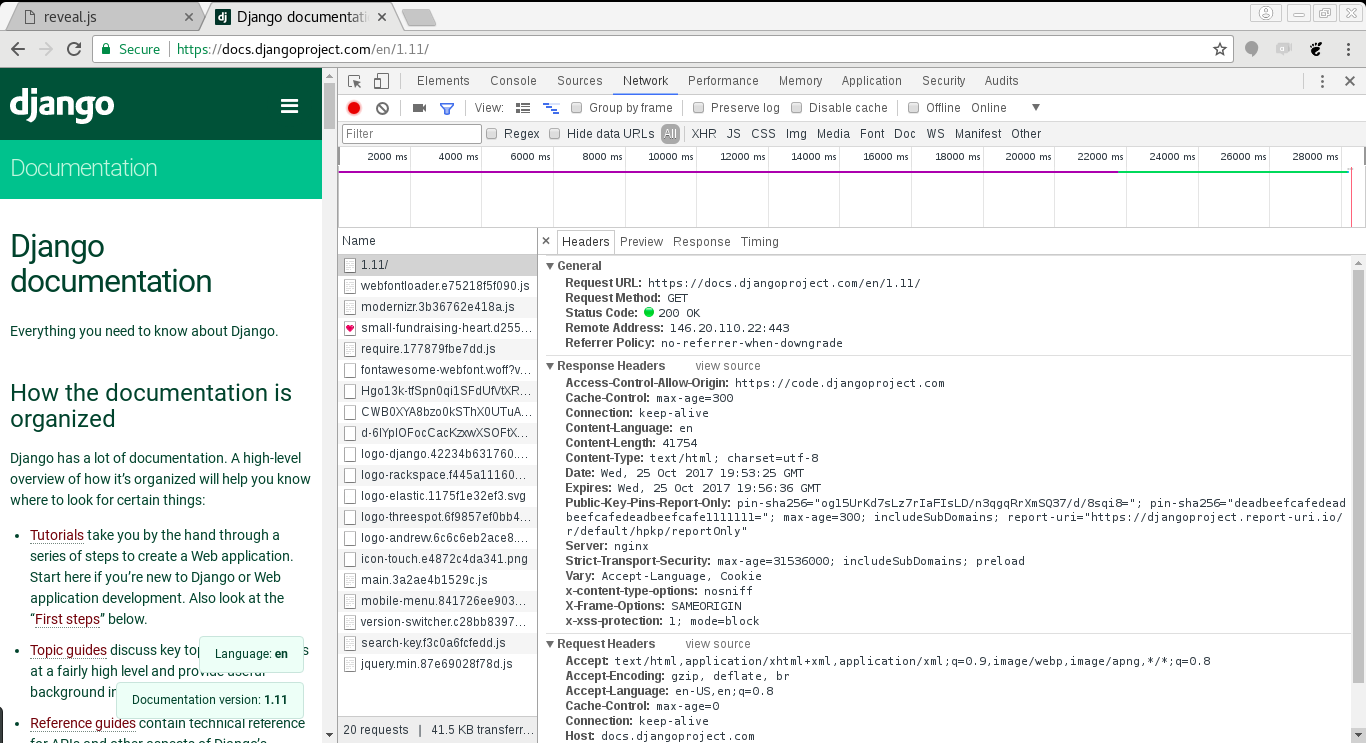 reveal.js
Django documentati
Secure
https://docs.djangoproject.com/en/1.11/
django
Documentation
Django
documentation
Everything you need to know about Django.
How the documentation is
organized
Django has a lot of documentation. A high-level
overview of how it's organized will help you know
where to look for certain things:
• Tutorials take you by the hand through a
series of steps to create a Web application.
Start here if you're new to Django or Web
application development. Also look at the
“First steps” below.
• Topic guides discuss key top
s
at a fairly high level and provide useful
background in
• Reference guides contain technical reference
for APIs and other aspects of Django's
Language: en
Documentation version: 1.11
Elements Console Sources Network Performance Memory Application Security Audits
View: Group by frame Preserve log Disable cache Offline Online
Filter Regex Hide data URLs All XHR JS CSS Img Media Font Doc WS Manifest Other
2000 ms 4000 ms 6000 ms 8000 ms 10000 ms 12000 ms 14000 ms 16000 ms 18000 ms 20000 ms 22000 ms 24000 ms 26000 ms 28000 ms
Name
1.11/
webfontloader.e75218f5f090.js
modernizr.3b36762e418a.js
small-fundraising-heart.d255...
require.177879fbe7dd.js
fontawesome-webfont.woff?v...
Hgo13k-tfSpn0qi1SFdUfVtXR...
CWB0XYA8bzo0kSThX0UTuA...
d-6IYplOFocCacKzxwXSOFtX...
logo-django.42234b631760....
logo-rackspace.f445a11160...
logo-elastic.1175f1e32ef3.svg
logo-threespot.6f9857ef0bb4...
logo-andrew.6c6c6eb2ace8....
icon-touch.e4872c4da341.png
main.3a2ae4b1529c.js
mobile-menu.841726ee903...
version-switcher.c28bb8397...
search-key.f3c0a6fcfedd.js
jquery.min.87e69028f78d.js
20 requests | 41.5 KB transferr...
Headers Preview Response Timing
General
Request URL: https://docs.djangoproject.com/en/1.11/
Request Method: GET
Status Code: 200 OK
Remote Address: 146.20.110.22:443
Referrer Policy: no-referrer-when-downgrade
Response Headers view source
Access-Control-Allow-Origin: https://code.djangoproject.com
Cache-Control: max-age=300
Connection: keep-alive
Content-Language: en
Content-Length: 41754
Content-Type: text/html; charset=utf-8
Date: Wed, 25 Oct 2017 19:53:25 GMT
Expires: Wed, 25 Oct 2017 19:56:36 GMT
Public-Key-Pins-Report-Only: pin-sha256="og15UrKd7sLz7rIaFIsLD/n3qgqRrXmSQ37/d/8sqi8="; pin-sha256="deadbeefcafedead
beefcafedeadbeefcafe1111111="; max-age=300; includeSubDomains; report-uri="https://djangoproject.report-uri.io/
r/default/hpkp/reportOnly"
Server: nginx
Strict-Transport-Security: max-age=31536000; includeSubDomains; preload
Vary: Accept-Language, Cookie
x-content-type-options: nosniff
X-Frame-Options: SAMEORIGIN
x-xss-protection: 1; mode=block
Request Headers view source
Accept: text/html,application/xhtml+xml,application/xml;q=0.9,image/webp,image/apng,*/*;q=0.8
Accept-Encoding: gzip, deflate, br
Accept-Language: en-US,en;q=0.8
Cache-Control: max-age=0
Connection: keep-alive
Host: docs.djangoproject.com